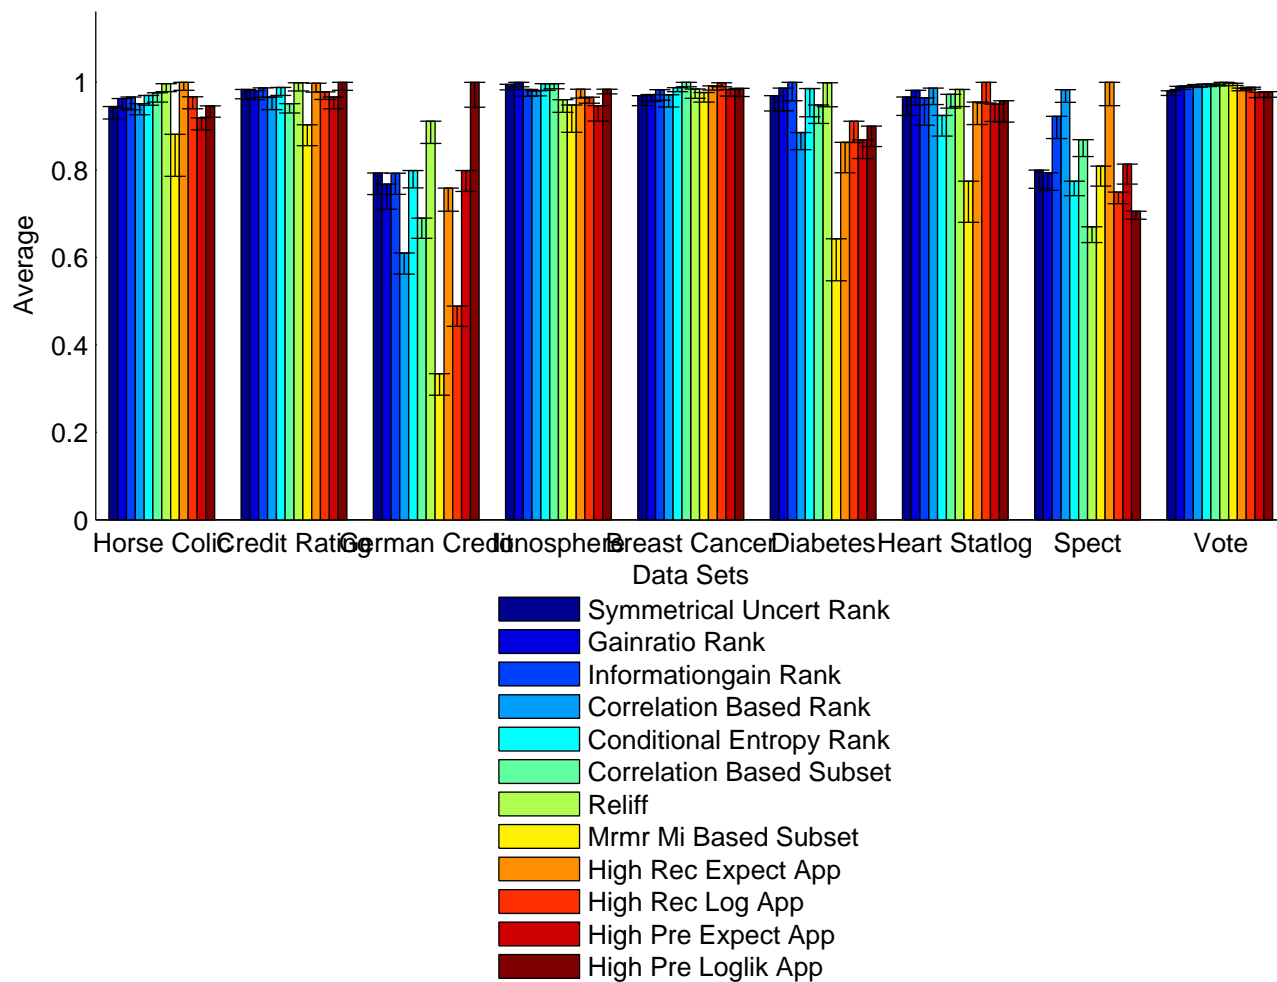 1
0.8
0.6
0.4
0.2
0
Average
Horse Colic Credit Rating German Credit Ionosphere Breast Cancer Diabetes Heart Statlog Spect Vote
Data Sets
Symmetrical Uncert Rank
Gainratio Rank
Informationgain Rank
Correlation Based Rank
Conditional Entropy Rank
Correlation Based Subset
Reliff
Mrmr Mi Based Subset
High Rec Expect App
High Rec Log App
High Pre Expect App
High Pre Loglik App